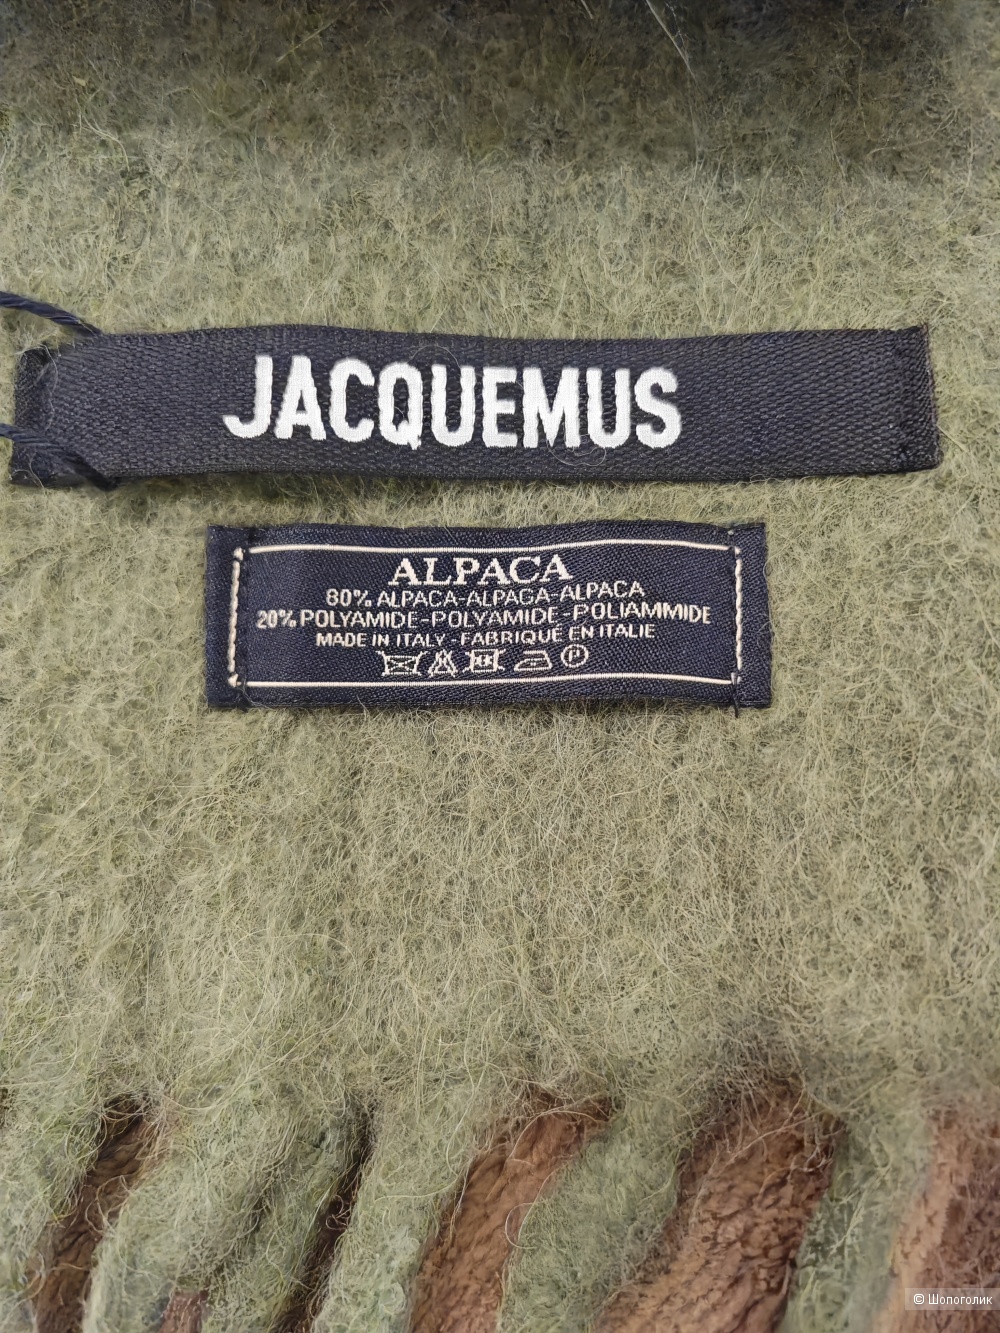 JACQUEMUS
ALPACA
80% ALPACA-ALPAGA-ALPACA
20% POLYAMIDE-POLYAMIDE-POLIAMMIDE
MADE IN ITALY-FABRIQUÉ EN ITALIE
P
© Шопоголик